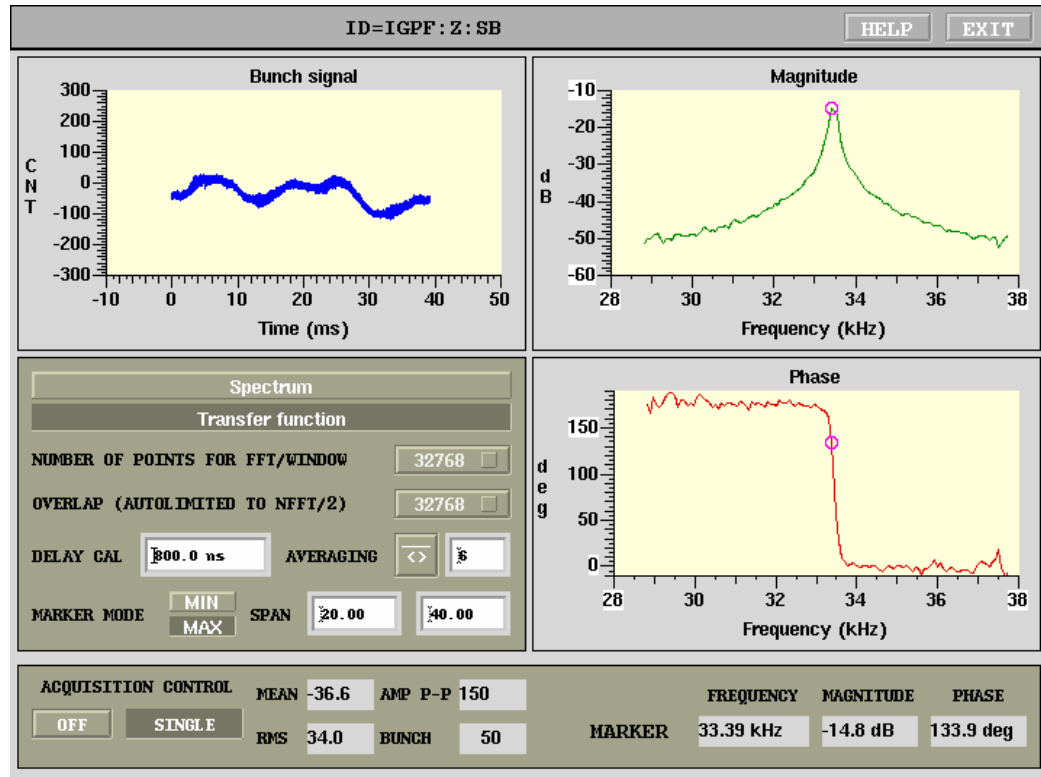 ID=IGPF:Z:SB
HELP
EXIT
Bunch signal
300
200
100
0
-100
-200
-300
C
N
T
-10 0 10 20 30 40 50
Time (ms)
Magnitude
-10
-20
-30
-40
-50
-60
d
B
28 30 32 34 36 38
Frequency (kHz)
Spectrum
Transfer function
NUMBER OF POINTS FOR FFT/WINDOW 32768
OVERLAP (AUTOLIMITED TO NFFT/2) 32768
DELAY CAL 800.0 ns AVERAGING <> 6
MARKER MODE MIN MAX SPAN 20.00 40.00
Phase
150
100
50
0
d
e
g
28 30 32 34 36 38
Frequency (kHz)
ACQUISITION CONTROL
OFF SINGLE
MEAN -36.6 AMP P-P 150
RMS 34.0 BUNCH 50
FREQUENCY MAGNITUDE PHASE
MARKER 33.39 kHz -14.8 dB 133.9 deg